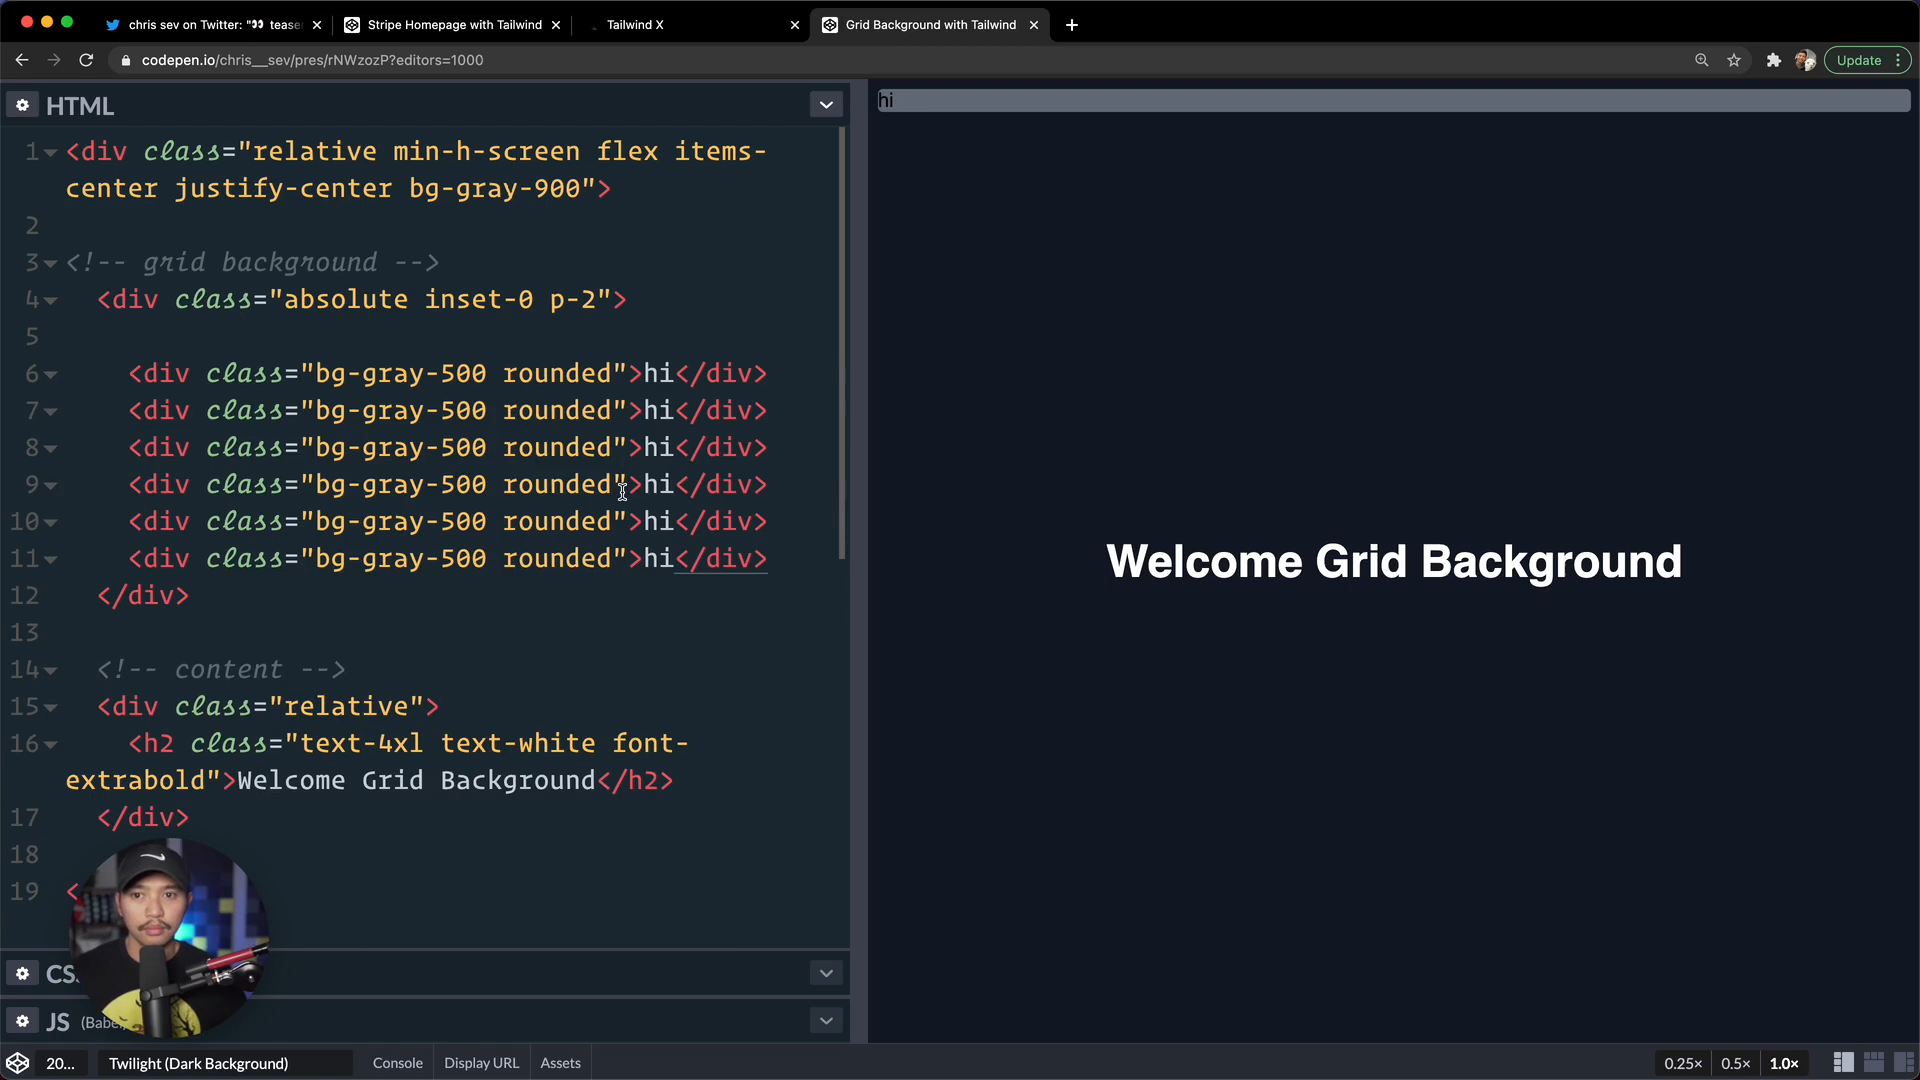 chris sev on Twitter: "👀 tease
Stripe Homepage with Tailwind
Tailwind X
Grid Background with Tailwind
codepen.io/chris__sev/pres/rNWzozP?editors=1000
Update
HTML
1 <div class="relative min-h-screen flex items-
center justify-center bg-gray-900">
2
3 <!-- grid background -->
4 <div class="absolute inset-0 p-2">
5
6 <div class="bg-gray-500 rounded">hi</div>
7 <div class="bg-gray-500 rounded">hi</div>
8 <div class="bg-gray-500 rounded">hi</div>
9 <div class="bg-gray-500 rounded">hi</div>
10 <div class="bg-gray-500 rounded">hi</div>
11 <div class="bg-gray-500 rounded">hi</div>
12 </div>
13
14 <!-- content -->
15 <div class="relative">
16 <h2 class="text-4xl text-white font-
extrabold">Welcome Grid Background</h2>
17 </div>
18
19 <
CS
JS (Babe
hi
Welcome Grid Background
20...
Twilight (Dark Background)
Console
Display URL
Assets
0.25×
0.5×
1.0×